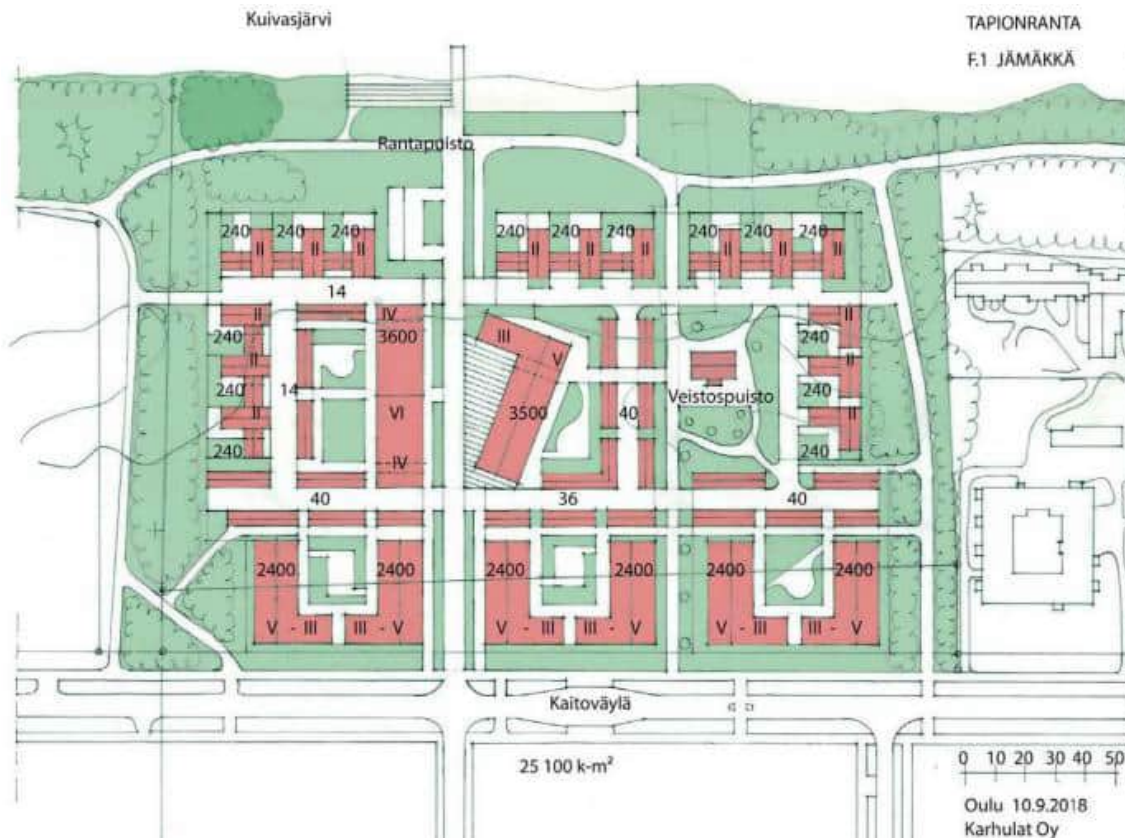 Kuivasjärvi
TAPIONRANTA
F.1 JÄMÄKKÄ
Rantapuisto
240 240 240 240 240 240 240 240 240
II II II II II II II II II
14
II IV II
3600 III
240 V 240
II II
14
240 3500 40 Veistospuisto 240
VI
II II
240 IV 240
40 36 40
2400 2400 2400 2400 2400 2400
V - III III - V V - III III - V V - III III - V
Kaitoväylä
25 100 k-m²
0 10 20 30 40 50
Oulu 10.9.2018
Karhulat Oy